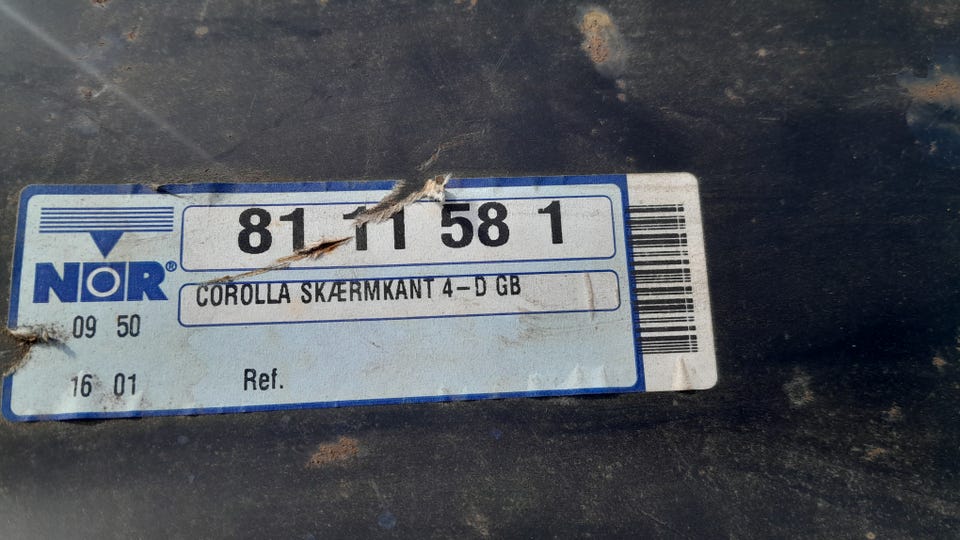 81 11 58 1
NOR®
COROLLA SKÆRMKANT 4-D GB
09 50
16 01 Ref.